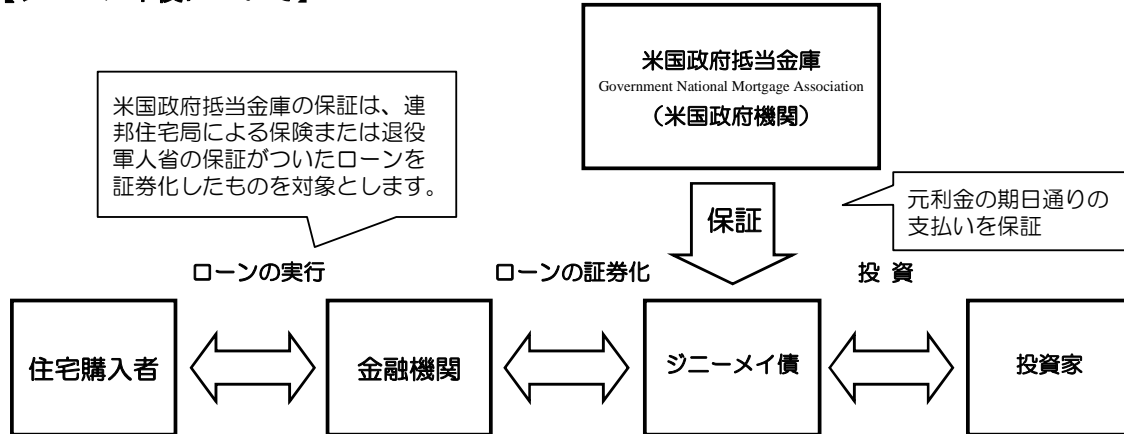 米国政府抵当金庫
Government National Mortgage Association
(米国政府機関)
米国政府抵当金庫の保証は、連
邦住宅局による保険または退役
軍人省の保証がついたローンを
証券化したものを対象とします。
保証
元利金の期日通りの
支払いを保証
ローンの実行
ローンの証券化
投 資
住宅購入者
金融機関
ジニーメイ債
投資家